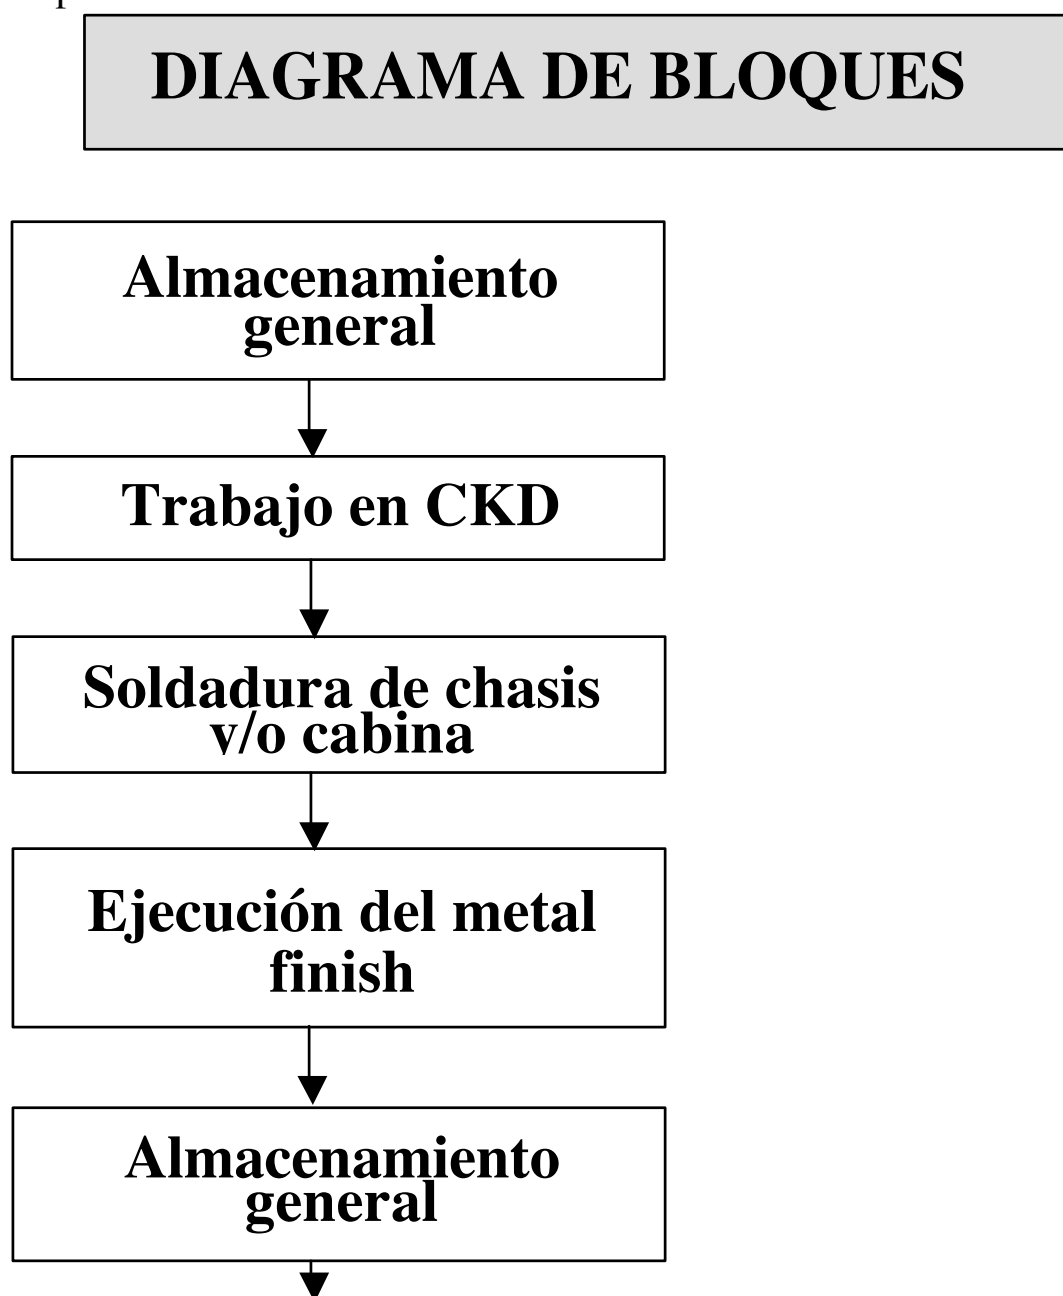 DIAGRAMA DE BLOQUES
Almacenamiento
general
Trabajo en CKD
Soldadura de chasis
v/o cabina
Ejecución del metal
finish
Almacenamiento
general